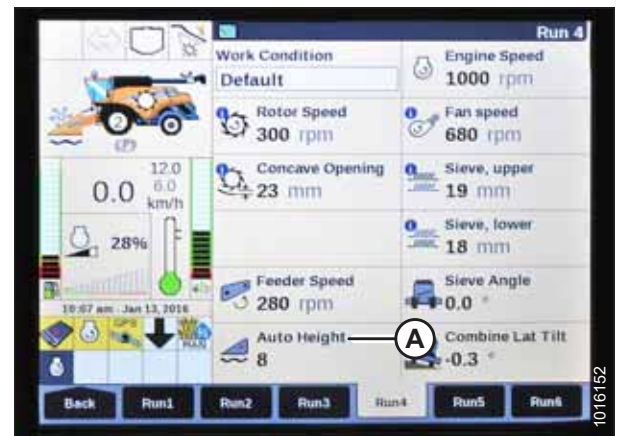 Run 4
Work Condition
Default
Engine Speed
1000 rpm
Rotor Speed
300 rpm
Fan speed
680 rpm
Concave Opening
23 mm
Sieve, upper
19 mm
Sieve, lower
18 mm
Feeder Speed
280 rpm
Sieve Angle
0.0 °
Auto Height
8
A
Combine Lat Tilt
-0.3 °
2
(P)
12.0
6.0
0.0
km/h
28%
10:07 am Jan 13, 2016
GPS
MAN
Back
Run1
Run2
Run3
Run4
Run5
Run6
1016152